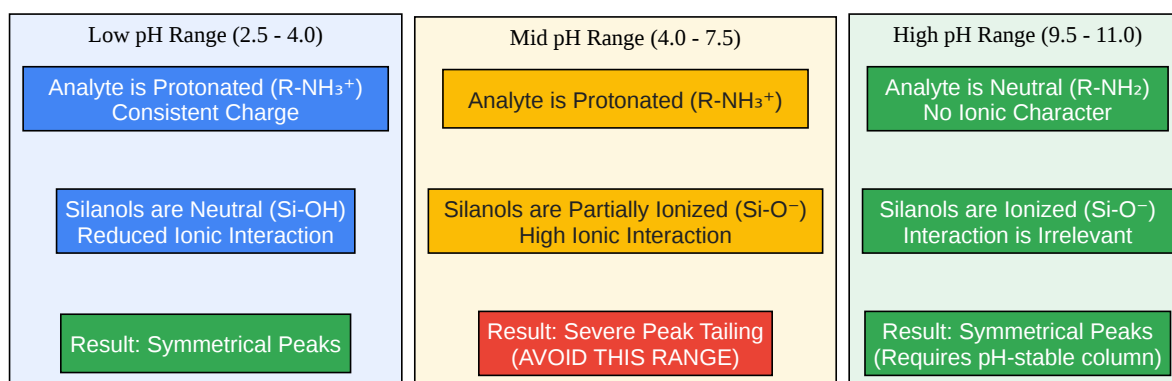 Low pH Range (2.5 - 4.0)
Analyte is Protonated (R-NH₃⁺)
Consistent Charge
Silanols are Neutral (Si-OH)
Reduced Ionic Interaction
Result: Symmetrical Peaks
Mid pH Range (4.0 - 7.5)
Analyte is Protonated (R-NH₃⁺)
Silanols are Partially Ionized (Si-O⁻)
High Ionic Interaction
Result: Severe Peak Tailing
(AVOID THIS RANGE)
High pH Range (9.5 - 11.0)
Analyte is Neutral (R-NH₂)
No Ionic Character
Silanols are Ionized (Si-O⁻)
Interaction is Irrelevant
Result: Symmetrical Peaks
(Requires pH-stable column)